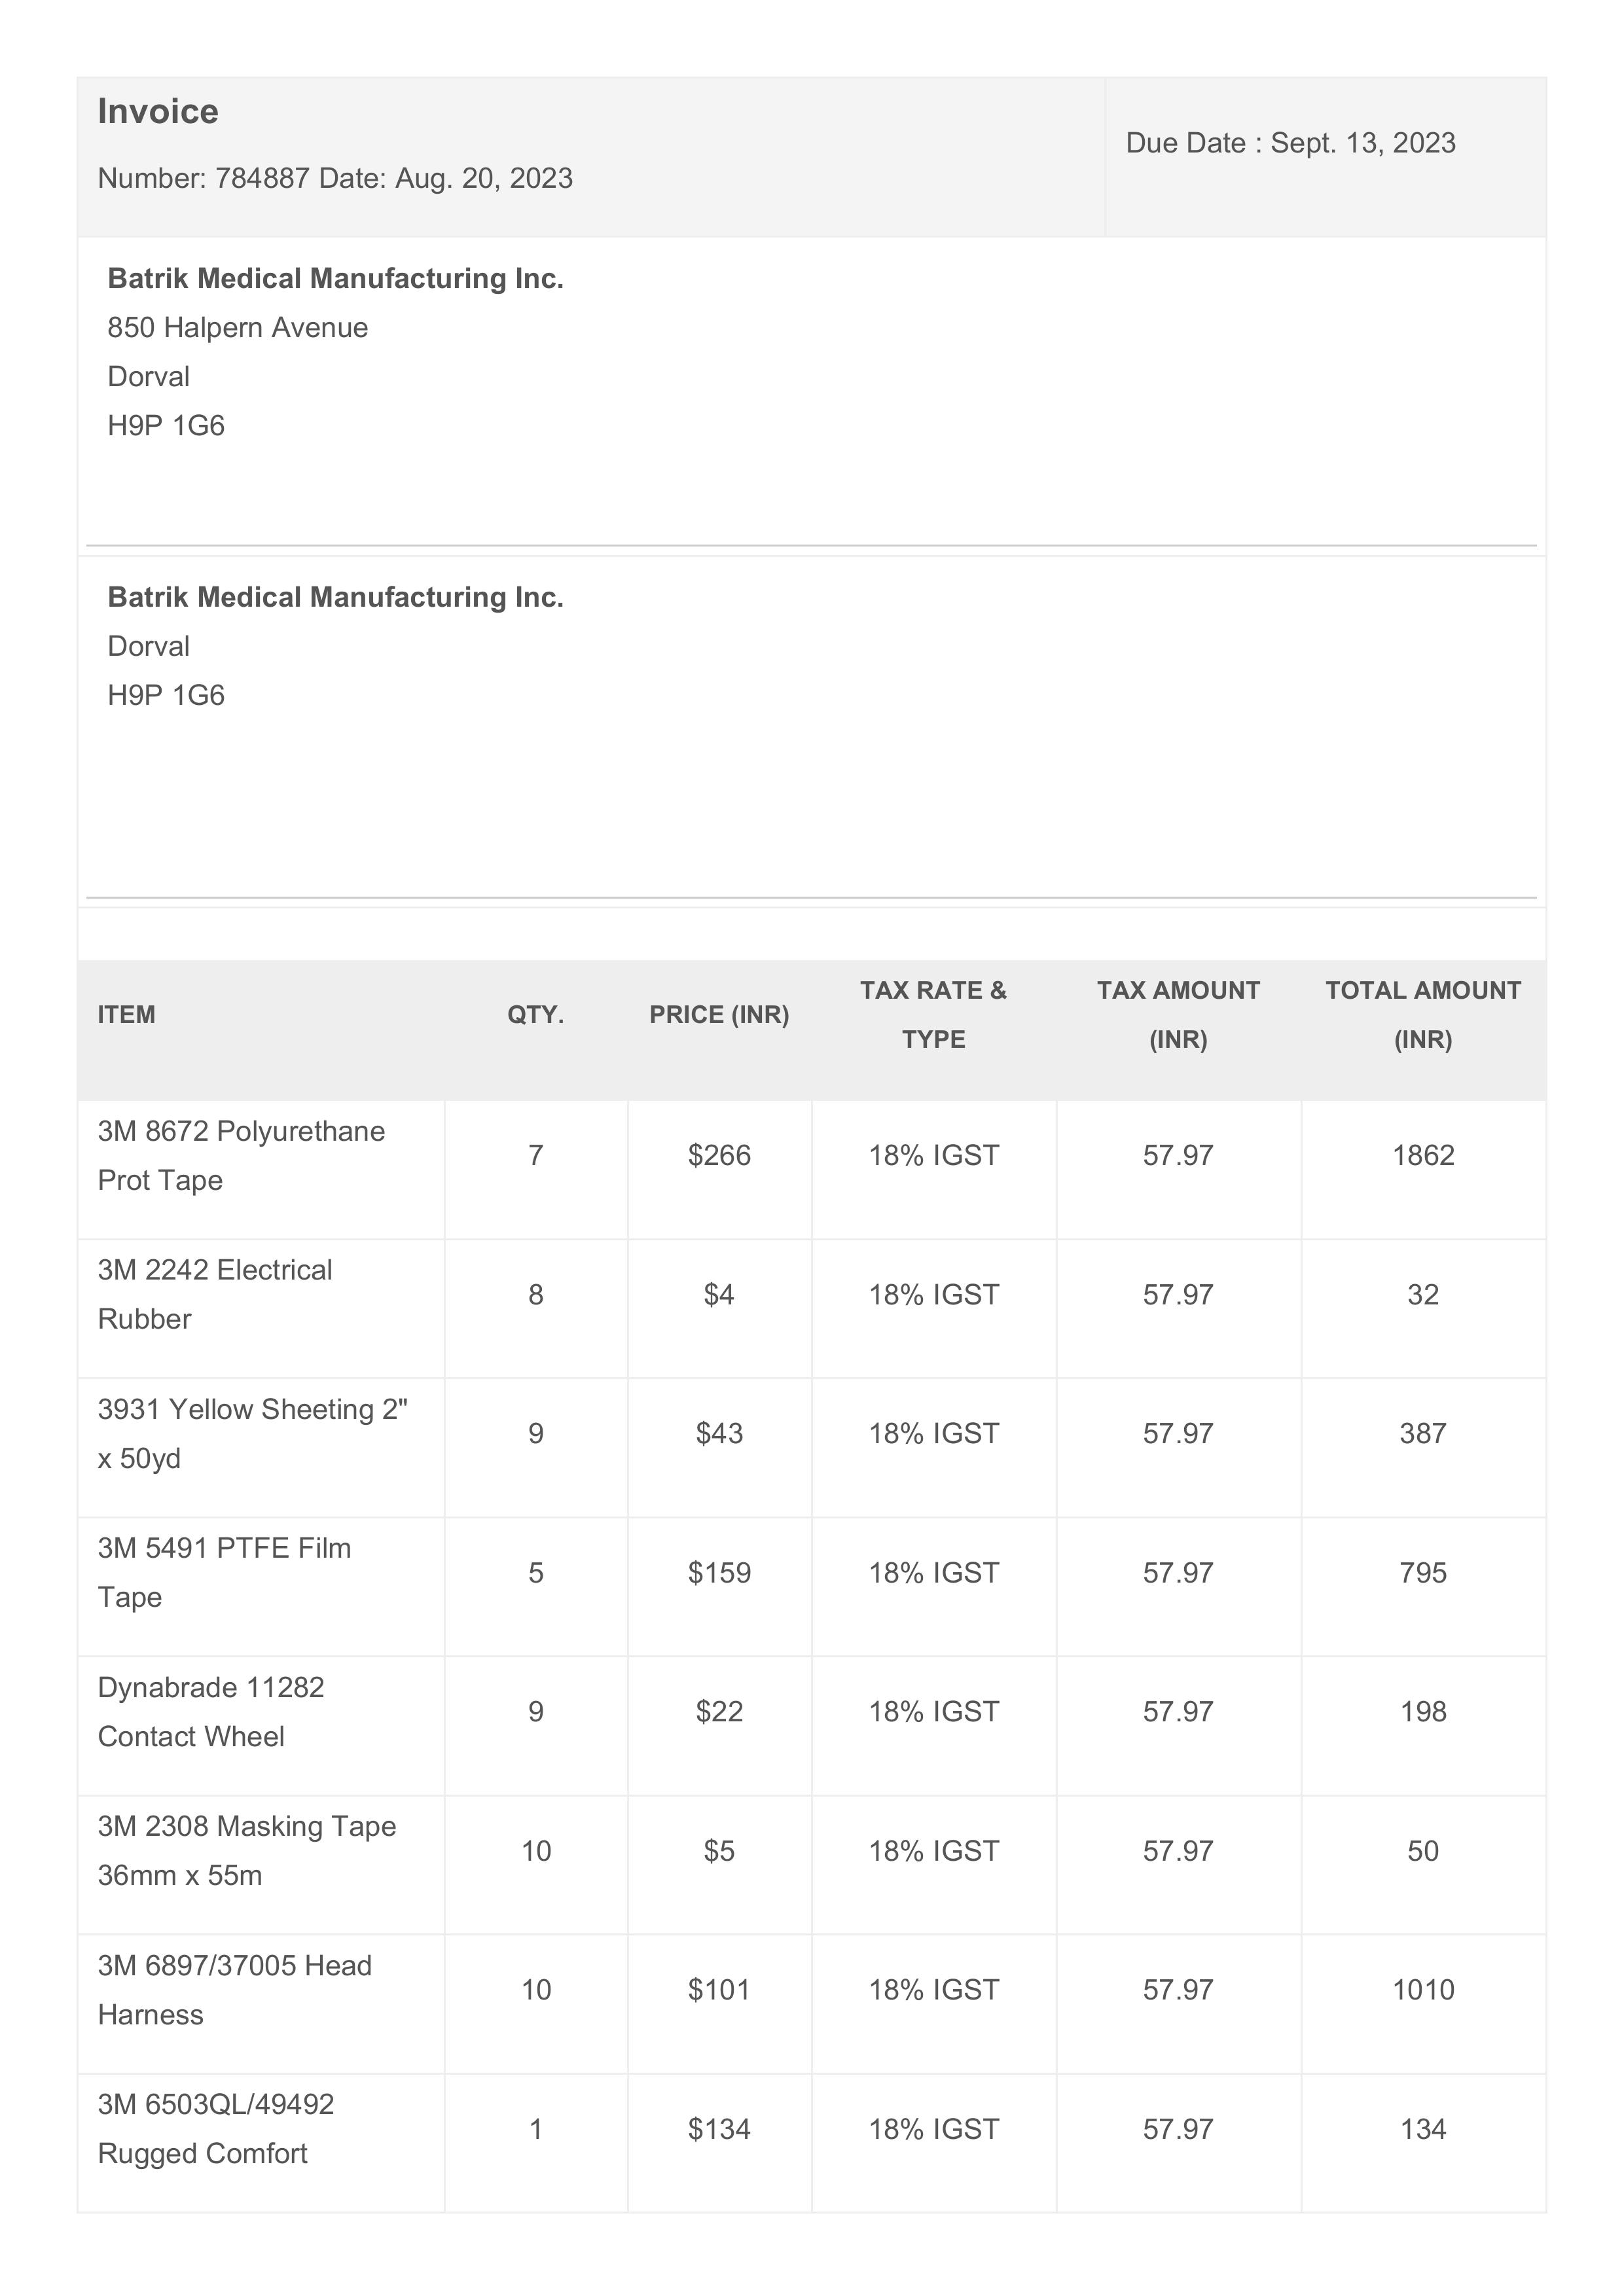 Invoice
Number: 784887 Date: Aug. 20, 2023
Due Date : Sept. 13, 2023
Batrik Medical Manufacturing Inc.
850 Halpern Avenue
Dorval
H9P 1G6
Batrik Medical Manufacturing Inc.
Dorval
H9P 1G6
ITEM QTY. PRICE (INR) TAX RATE & TYPE TAX AMOUNT (INR) TOTAL AMOUNT (INR)
3M 8672 Polyurethane Prot Tape 7 $266 18% IGST 57.97 1862
3M 2242 Electrical Rubber 8 $4 18% IGST 57.97 32
3931 Yellow Sheeting 2" x 50yd 9 $43 18% IGST 57.97 387
3M 5491 PTFE Film Tape 5 $159 18% IGST 57.97 795
Dynabrade 11282 Contact Wheel 9 $22 18% IGST 57.97 198
3M 2308 Masking Tape 36mm x 55m 10 $5 18% IGST 57.97 50
3M 6897/37005 Head Harness 10 $101 18% IGST 57.97 1010
3M 6503QL/49492 Rugged Comfort 1 $134 18% IGST 57.97 134